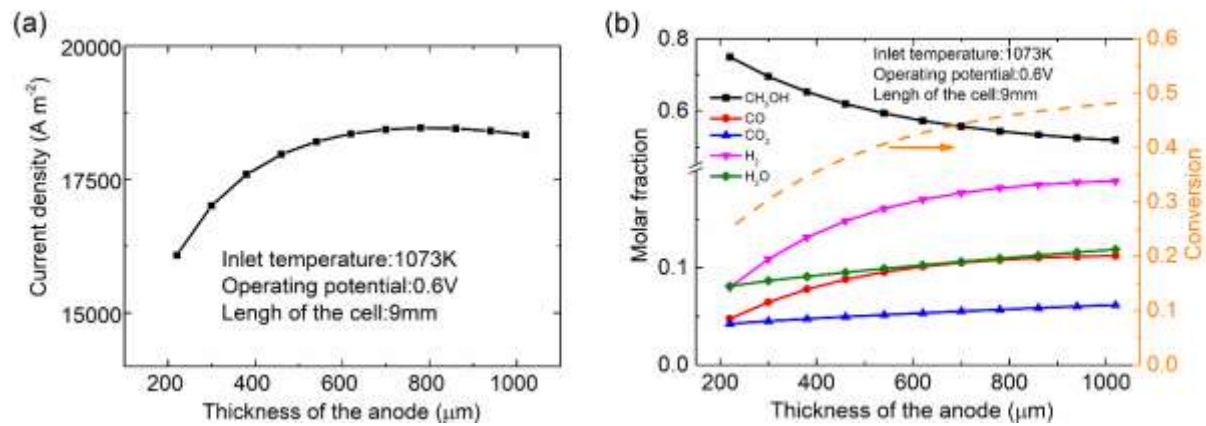 (a)
20000
17500
15000
Current density (A m⁻²)
Inlet temperature:1073K
Operating potential:0.6V
Lengh of the cell:9mm
200 400 600 800 1000
Thickness of the anode (μm)
(b)
0.8
0.6
0.1
0.0
Molar fraction
Inlet temperature:1073K
Operating potential:0.6V
Lengh of the cell:9mm
CH₃OH
CO
CO₂
H₂
H₂O
0.6
0.5
0.4
0.3
0.2
0.1
0.0
Conversion
200 400 600 800 1000
Thickness of the anode (μm)